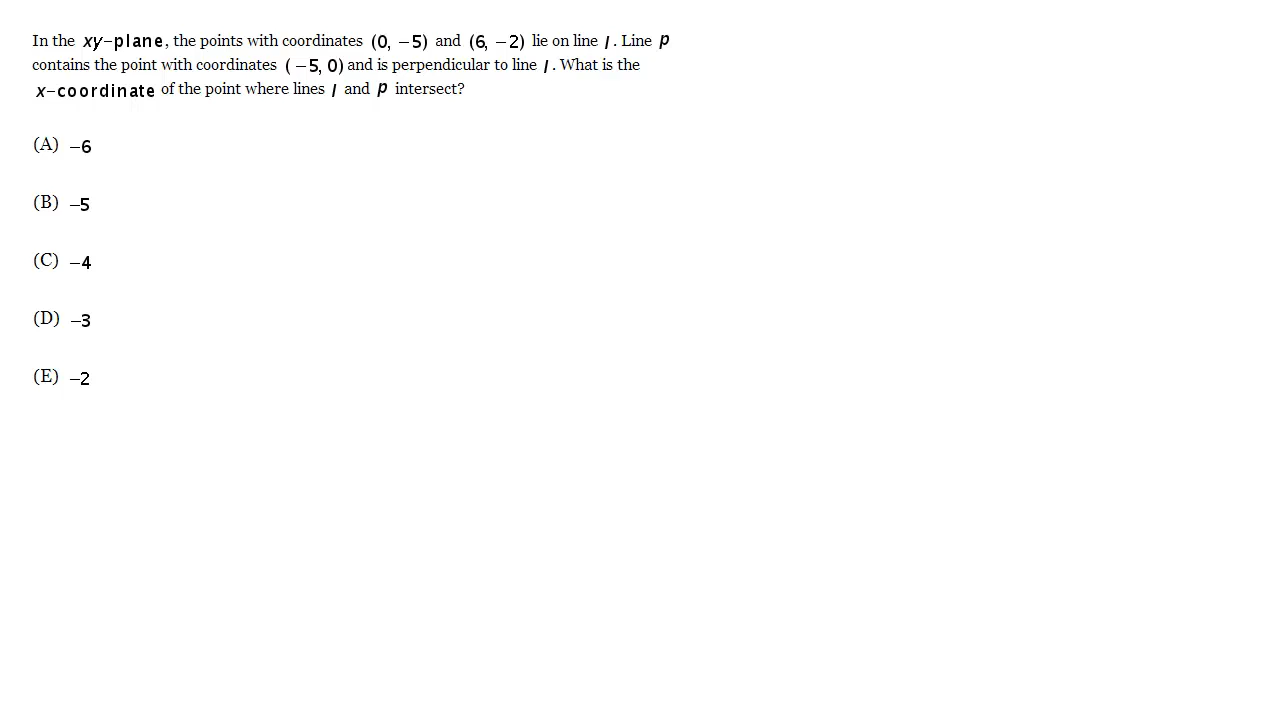 In the xy-plane, the points with coordinates (0, −5) and (6, −2) lie on line l. Line p
contains the point with coordinates (−5, 0) and is perpendicular to line l. What is the
x-coordinate of the point where lines l and p intersect?
(A) −6
(B) −5
(C) −4
(D) −3
(E) −2